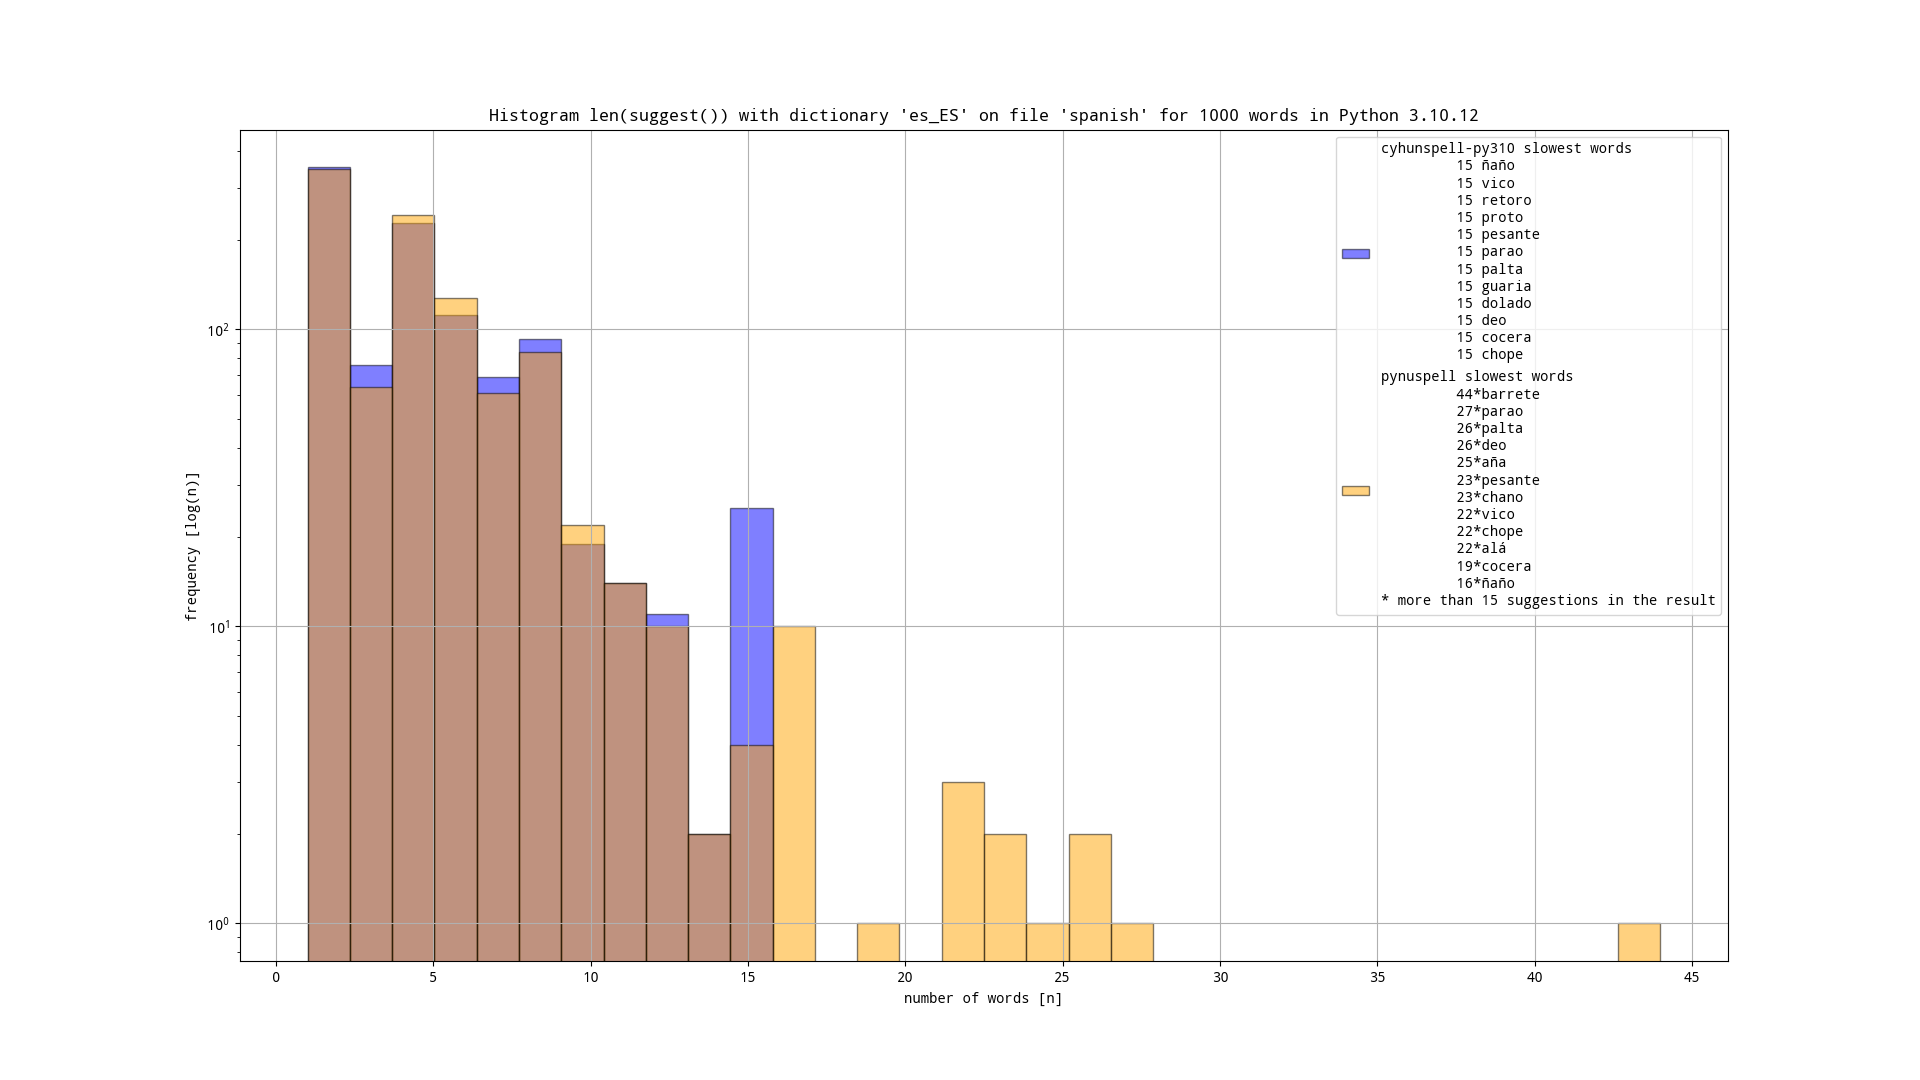 Histogram len(suggest()) with dictionary 'es_ES' on file 'spanish' for 1000 words in Python 3.10.12
cyhunspell-py310 slowest words
15 ñaño
15 vico
15 retoro
15 proto
15 pesante
15 parao
15 palta
15 guaria
15 dolado
15 deo
15 cocera
15 chope
pynuspell slowest words
44*barrete
27*parao
26*palta
26*deo
25*aña
23*pesante
23*chano
22*vico
22*chope
22*alá
19*cocera
16*ñaño
* more than 15 suggestions in the result
frequency [log(n)]
10²
10¹
10⁰
0 5 10 15 20 25 30 35 40 45
number of words [n]